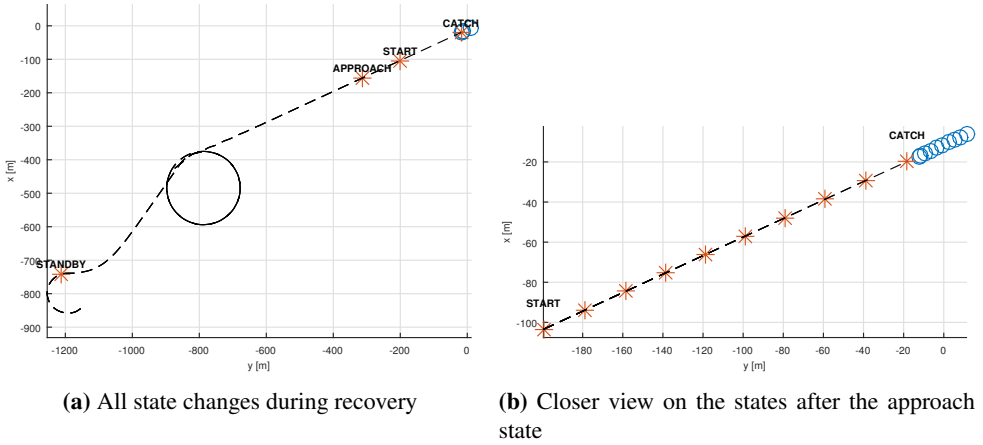 0
-100
-200
-300
-400
-500
-600
-700
-800
-900
x [m]
CATCH
START
APPROACH
STANDBY
-1200
-1000
-800
-600
-400
-200
0
y [m]
(a) All state changes during recovery
-20
-40
-60
-80
-100
x [m]
CATCH
START
-180
-160
-140
-120
-100
-80
-60
-40
-20
0
y [m]
(b) Closer view on the states after the approach
state